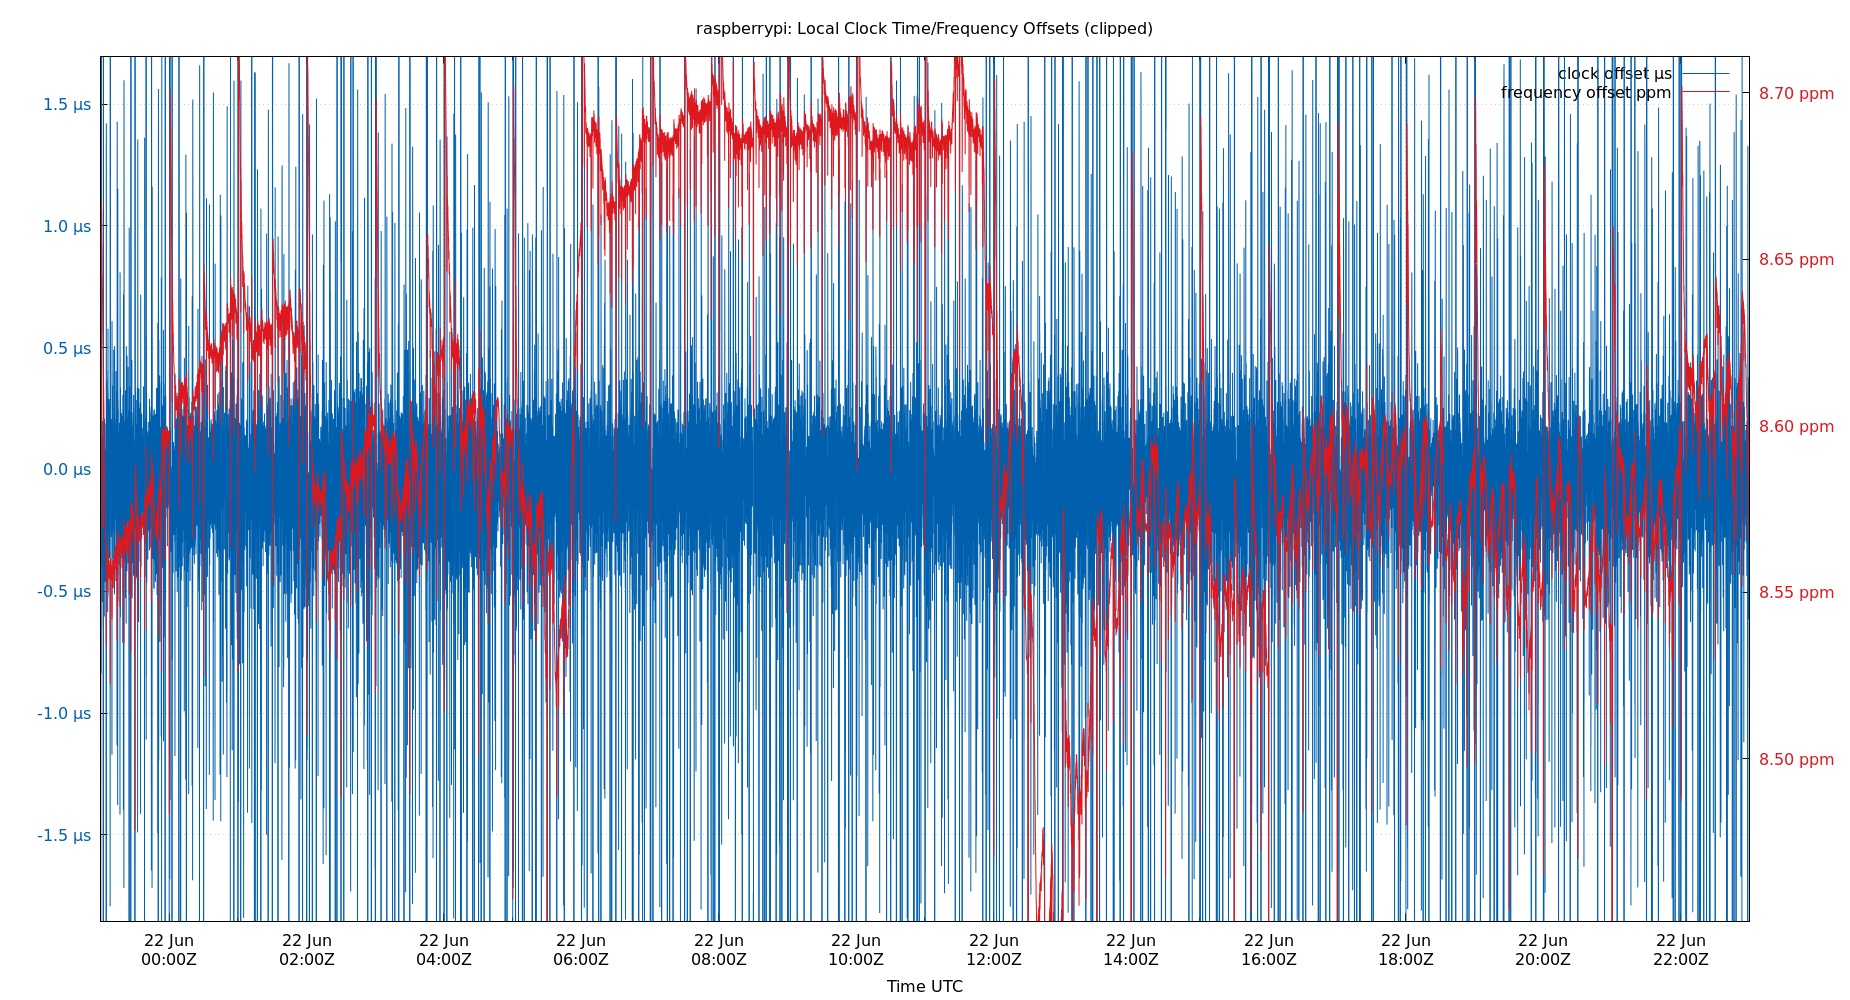 raspberrypi: Local Clock Time/Frequency Offsets (clipped)
clock offset μs
frequency offset ppm
1.5 μs
1.0 μs
0.5 μs
0.0 μs
-0.5 μs
-1.0 μs
-1.5 μs
8.70 ppm
8.65 ppm
8.60 ppm
8.55 ppm
8.50 ppm
22 Jun 22 Jun 22 Jun 22 Jun 22 Jun 22 Jun 22 Jun 22 Jun 22 Jun 22 Jun 22 Jun 22 Jun
00:00Z 02:00Z 04:00Z 06:00Z 08:00Z 10:00Z 12:00Z 14:00Z 16:00Z 18:00Z 20:00Z 22:00Z
Time UTC